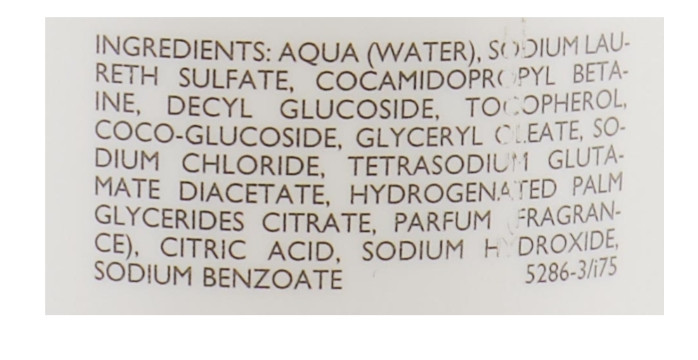 INGREDIENTS: AQUA (WATER), SODIUM LAU-
RETH SULFATE, COCAMIDOPROPYL BETA-
INE, DECYL GLUCOSIDE, TOCOPHEROL,
COCO-GLUCOSIDE, GLYCERYL OLEATE, SO-
DIUM CHLORIDE, TETRASODIUM GLUTA-
MATE DIACETATE, HYDROGENATED PALM
GLYCERIDES CITRATE, PARFUM (FRAGRAN-
CE), CITRIC ACID, SODIUM HYDROXIDE,
SODIUM BENZOATE 5286-3/i75